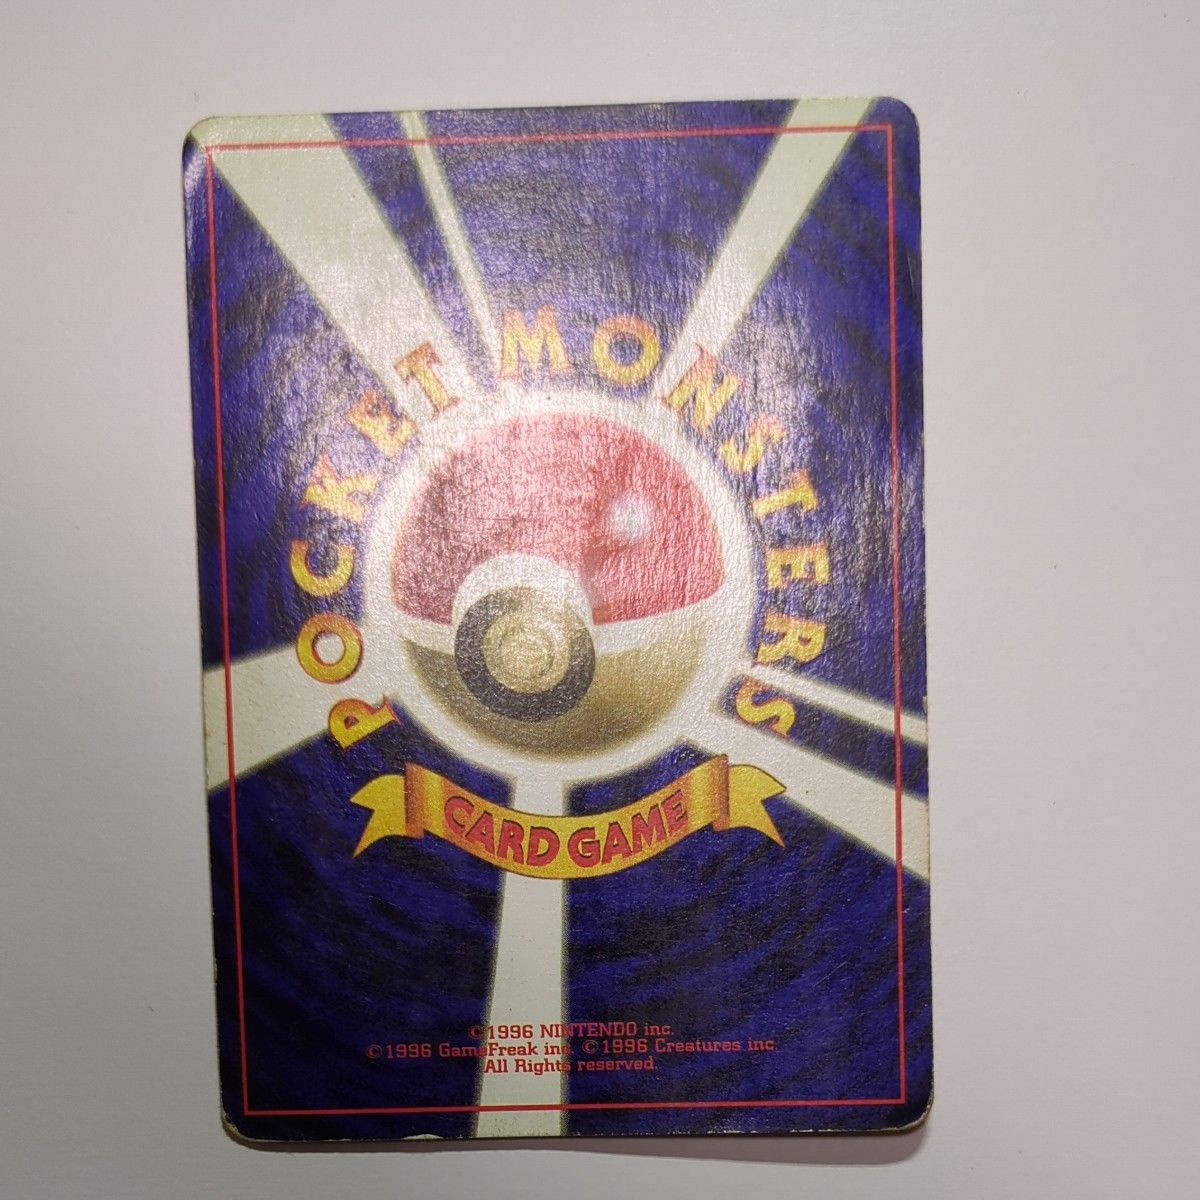 POCKET MONSTERS
CARD GAME
©1996 NINTENDO inc.
©1996 GameFreak inc. ©1996 Creatures inc.
All Rights reserved.